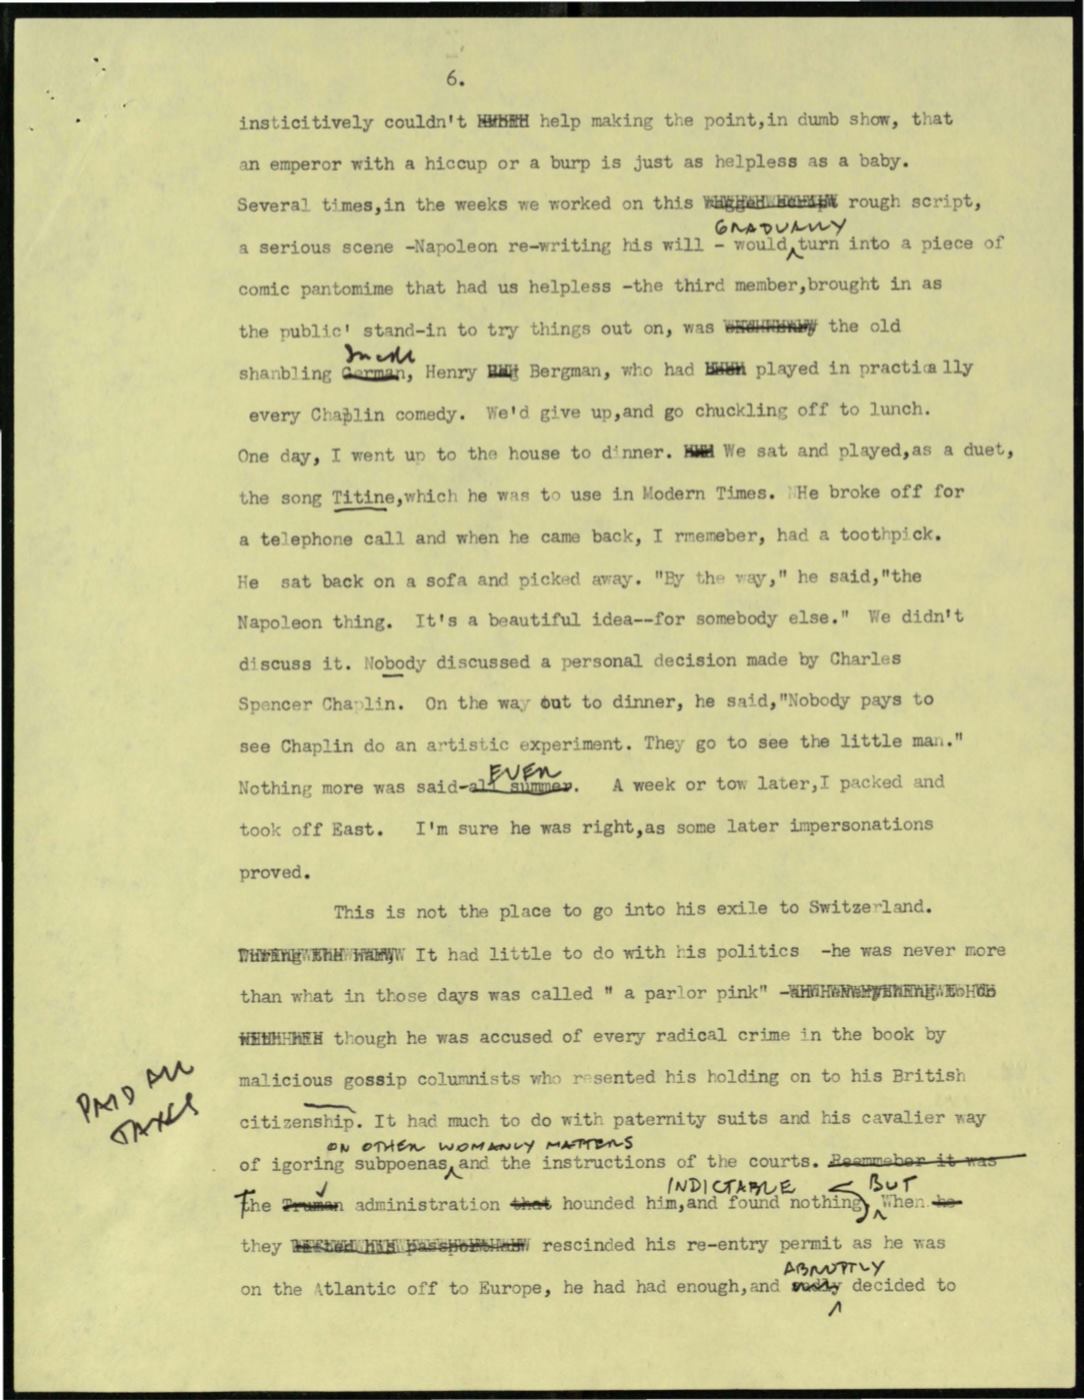 6.
insticitively couldn't help making the point,in dumb show, that
an emperor with a hiccup or a burp is just as helpless as a baby.
Several times,in the weeks we worked on this rough script,
GRADUALLY
a serious scene -Napoleon re-writing his will - would turn into a piece of
comic pantomime that had us helpless -the third member,brought in as
the public' stand-in to try things out on, was the old
shanbling German, Henry Bergman, who had played in practically
every Chaplin comedy. We'd give up,and go chuckling off to lunch.
One day, I went up to the house to dinner. We sat and played,as a duet,
the song Titine,which he was to use in Modern Times. He broke off for
a telephone call and when he came back, I rmemeber, had a toothpick.
He sat back on a sofa and picked away. "By the way," he said,"the
Napoleon thing. It's a beautiful idea--for somebody else." We didn't
discuss it. Nobody discussed a personal decision made by Charles
Spencer Chaplin. On the way out to dinner, he said,"Nobody pays to
see Chaplin do an artistic experiment. They go to see the little man."
EVEN
Nothing more was said-all summer. A week or tow later,I packed and
took off East. I'm sure he was right,as some later impersonations
proved.
This is not the place to go into his exile to Switzerland.
It had little to do with his politics -he was never more
than what in those days was called " a parlor pink" -
though he was accused of every radical crime in the book by
malicious gossip columnists who resented his holding on to his British
PAID ALL
TAXES
citizenship. It had much to do with paternity suits and his cavalier way
ON OTHER WOMANLY MATTERS
of igoring subpoenas and the instructions of the courts. Reemmeber it was
INDICTABLE BUT
The Truman administration that hounded him,and found nothing When he
they rescinded his re-entry permit as he was
ABRUPTLY
on the Atlantic off to Europe, he had had enough,and sadly decided to